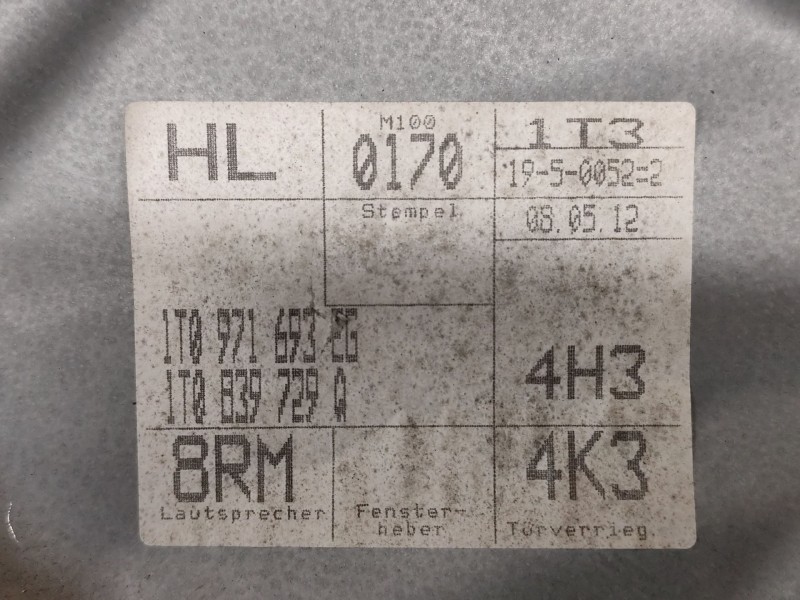 HL
M100
0170
Stempel
1T3
19-S-0052=2
08.05.12
1T0 971 693 EG
1T0 839 729 Q
4H3
8RM
Lautsprecher
Fenster-
heber
4K3
Türverrieg.